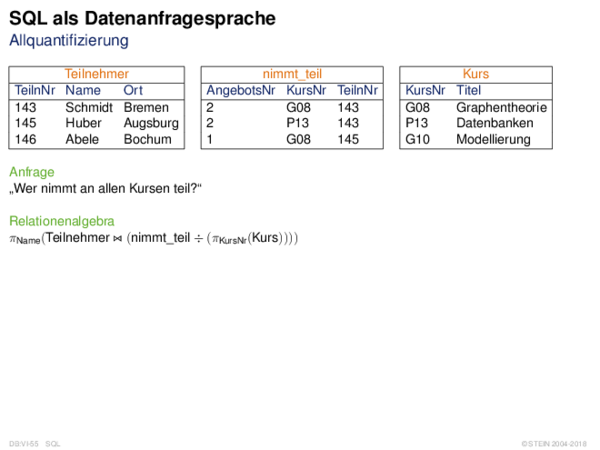 SQL als Datenanfragesprache
Allquantifizierung
Teilnehmer
TeilnNr Name Ort
143 Schmidt Bremen
145 Huber Augsburg
146 Abele Bochum
nimmt_teil
AngebotsNr KursNr TeilnNr
2 G08 143
2 P13 143
1 G08 145
Kurs
KursNr Titel
G08 Graphentheorie
P13 Datenbanken
G10 Modellierung
Anfrage
„Wer nimmt an allen Kursen teil?“
Relationenalgebra
πName(Teilnehmer ⋈ (nimmt_teil ÷ (πKursNr(Kurs))))
DB:VI-55 SQL
©STEIN 2004-2018